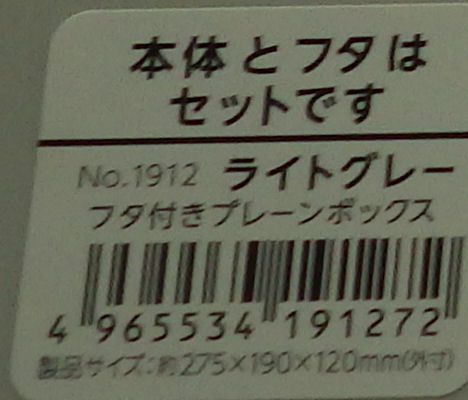 本体とフタは
セットです
No.1912 ライトグレー
フタ付きプレーンボックス
4 965534 191272
製品サイズ:約275×190×120mm(外寸)